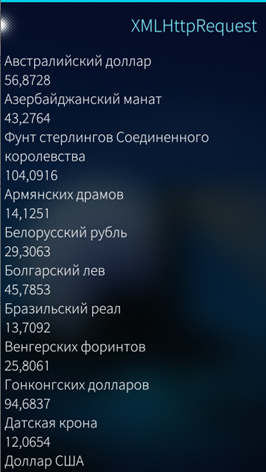 XMLHttpRequest
Австралийский доллар
56,8728
Азербайджанский манат
43,2764
Фунт стерлингов Соединенного
королевства
104,0916
Армянских драмов
14,1251
Белорусский рубль
29,3063
Болгарский лев
45,7853
Бразильский реал
13,7092
Венгерских форинтов
25,8061
Гонконгских долларов
94,6837
Датская крона
12,0654
Доллар США